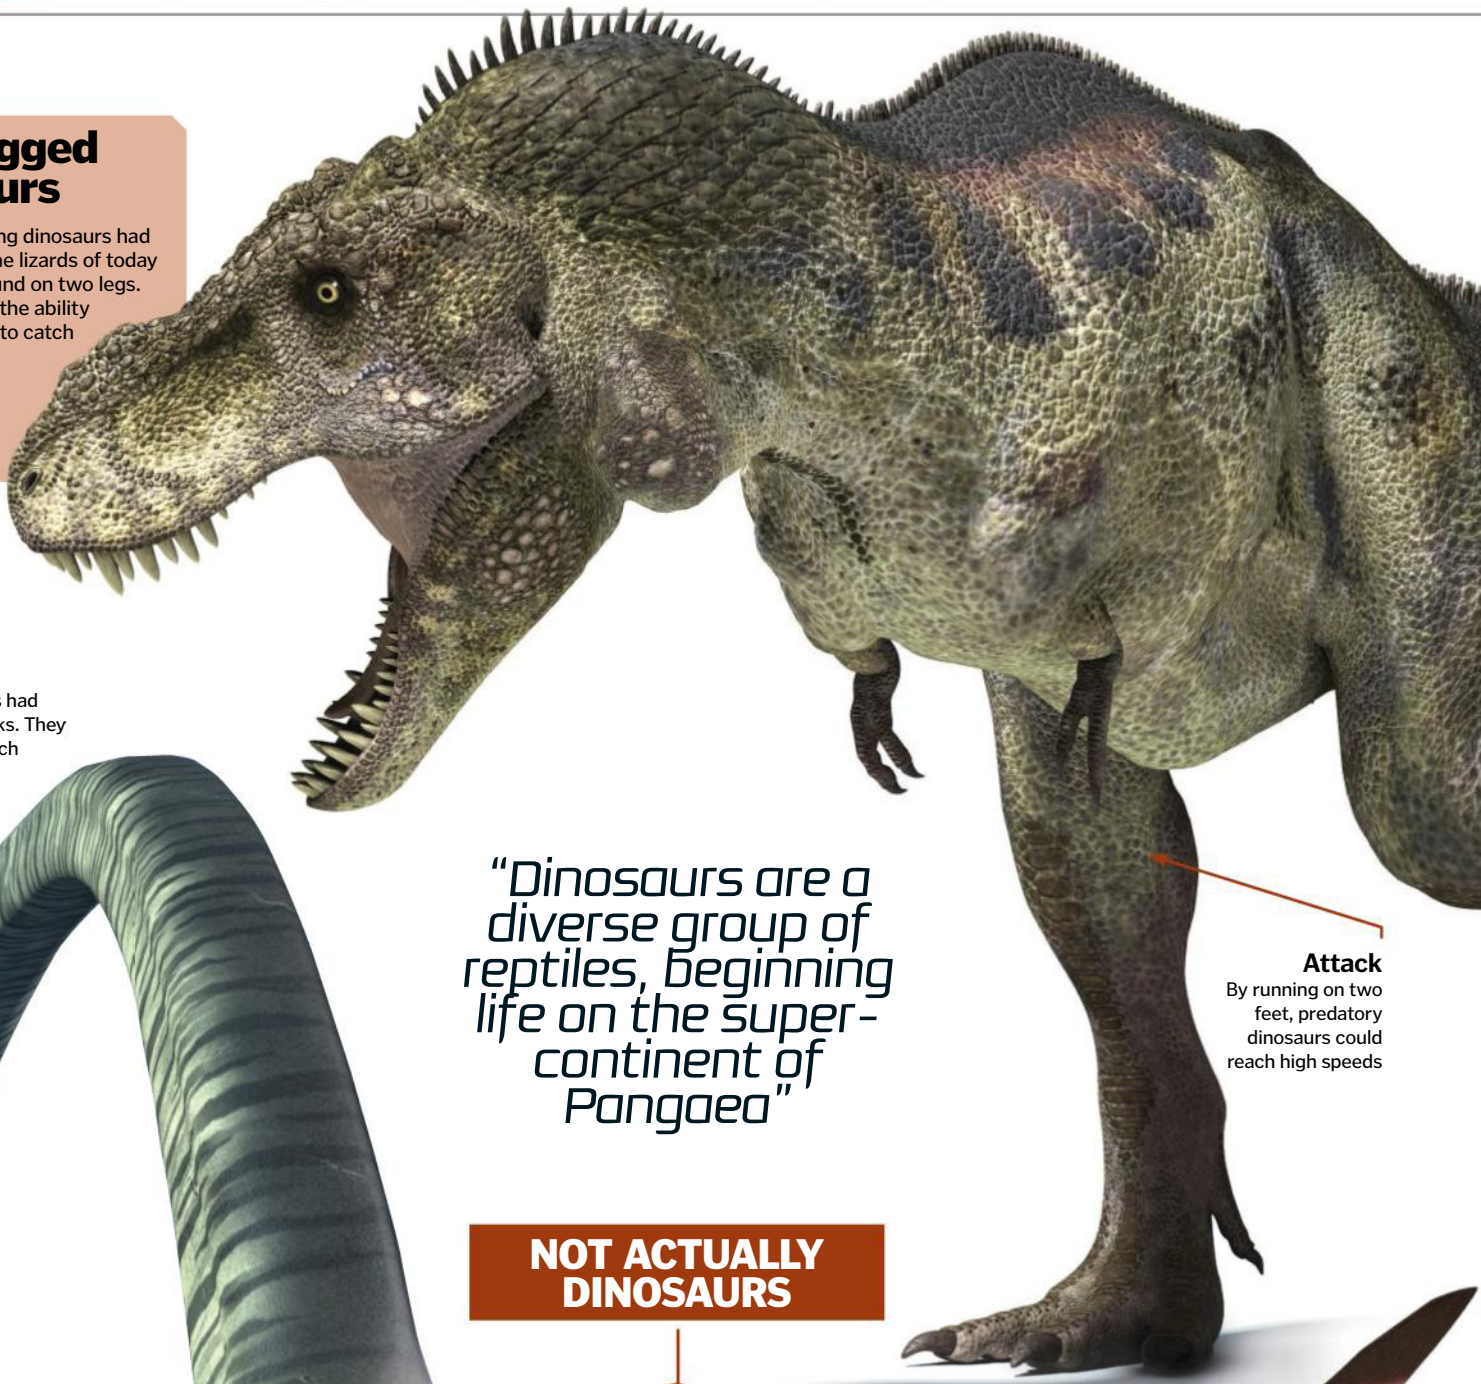 gged
urs
ng dinosaurs had
ne lizards of today
und on two legs.
the ability
to catch
s had
ks. They
ch
“Dinosaurs are a
diverse group of
reptiles, beginning
life on the super-
continent of
Pangaea”
Attack
By running on two
feet, predatory
dinosaurs could
reach high speeds
NOT ACTUALLY
DINOSAURS